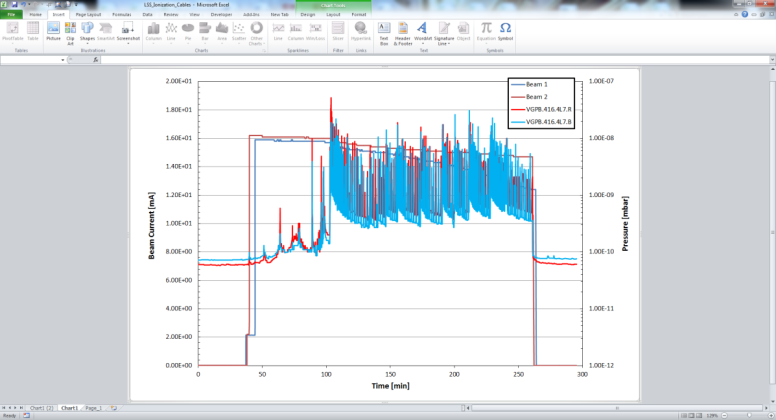 LSS_Ionisation_Cables - Microsoft Excel
Chart Tools
File Home Insert Page Layout Formulas Data Review View Developer Add-Ins New Tab Design Layout Format
PivotTable Table Picture Clip Shapes SmartArt Screenshot Column Line Pie Bar Area Scatter Other Line Column Win/Loss Slicer Hyperlink Text Header WordArt Signature Object Equation Symbol
Art Charts Box & Footer Line
Tables Illustrations Charts Sparklines Filter Links Text Symbols
fx
2.00E+01
1.80E+01
1.60E+01
1.40E+01
1.20E+01
1.00E+01
8.00E+00
6.00E+00
4.00E+00
2.00E+00
0.00E+00
Beam Current [mA]
Beam 1
Beam 2
VGPB.416.4L7.R
VGPB.416.4L7.B
1.00E-07
1.00E-08
1.00E-09
1.00E-10
1.00E-11
1.00E-12
Pressure [mbar]
0 50 100 150 200 250 300
Time [min]
Chart1 (2) Chart1 Page_1
Ready 129%